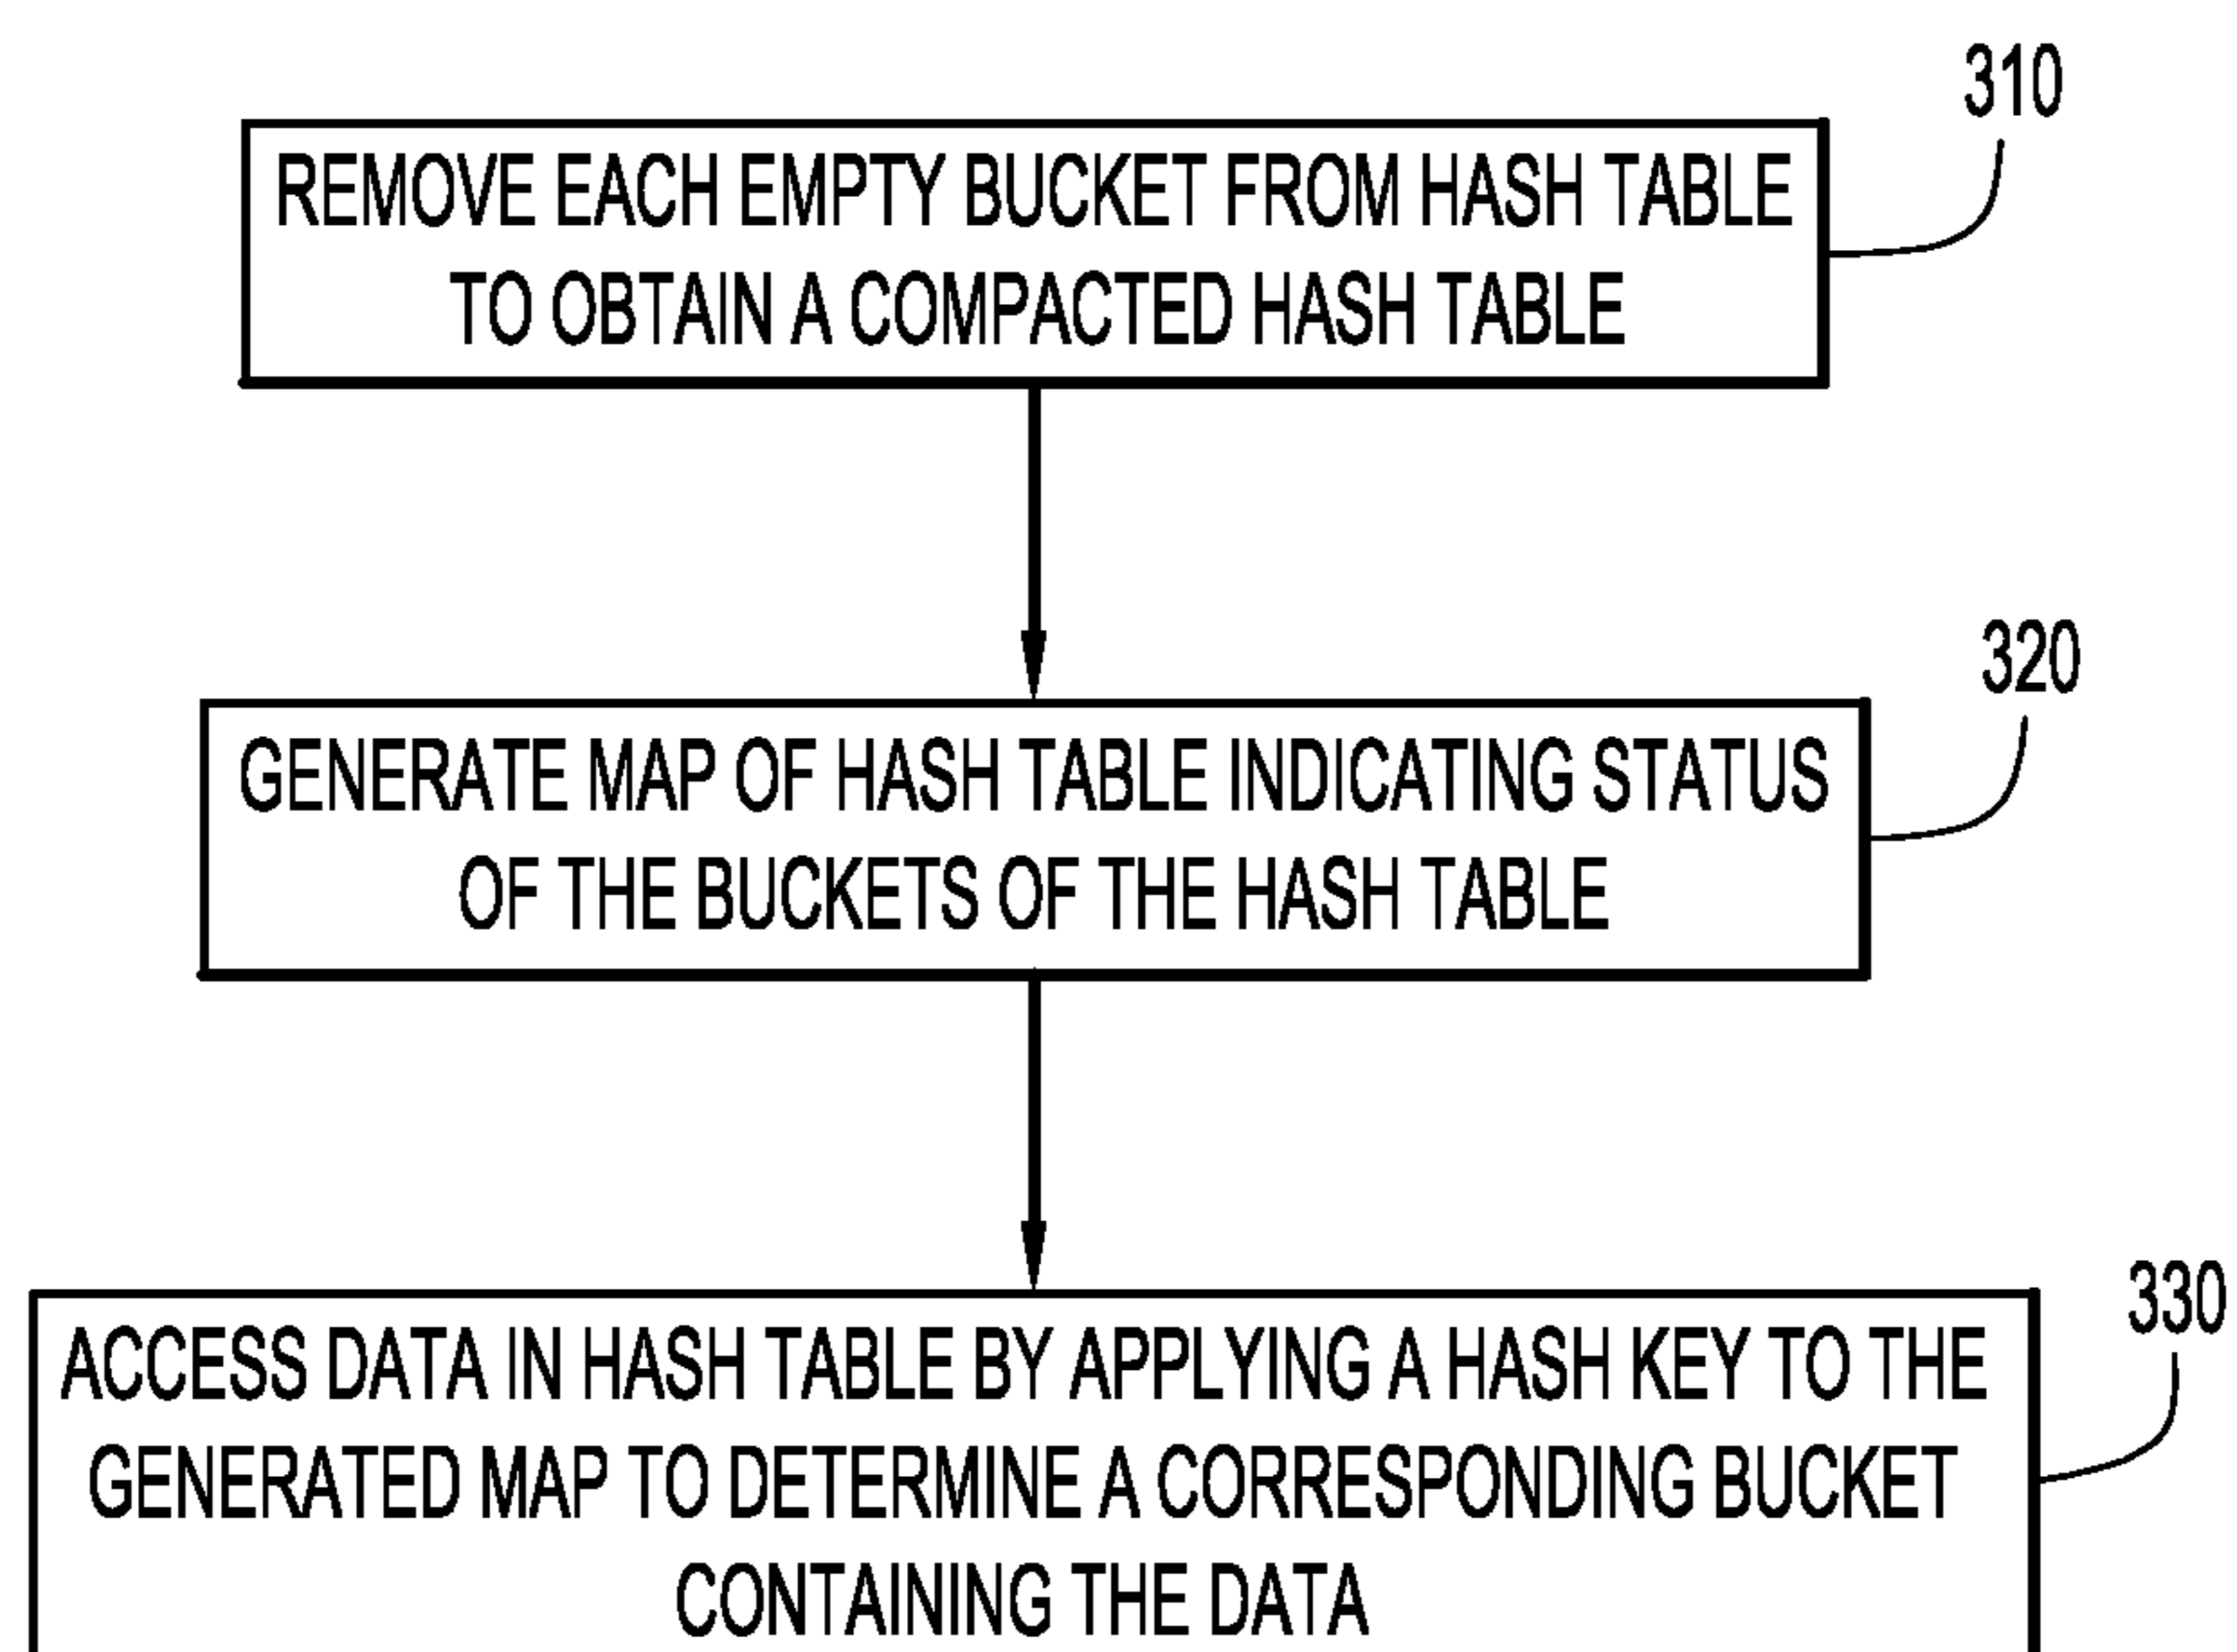 310
REMOVE EACH EMPTY BUCKET FROM HASH TABLE
TO OBTAIN A COMPACTED HASH TABLE
320
GENERATE MAP OF HASH TABLE INDICATING STATUS
OF THE BUCKETS OF THE HASH TABLE
330
ACCESS DATA IN HASH TABLE BY APPLYING A HASH KEY TO THE
GENERATED MAP TO DETERMINE A CORRESPONDING BUCKET
CONTAINING THE DATA